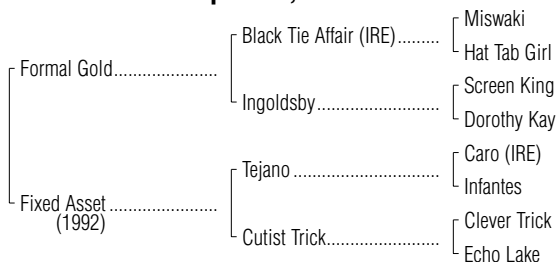 Miswaki
Black Tie Affair (IRE)
Hat Tab Girl
Formal Gold
Screen King
Ingoldsby
Dorothy Kay
Caro (IRE)
Tejano
Infantes
Fixed Asset
(1992)
Clever Trick
Cutist Trick
Echo Lake